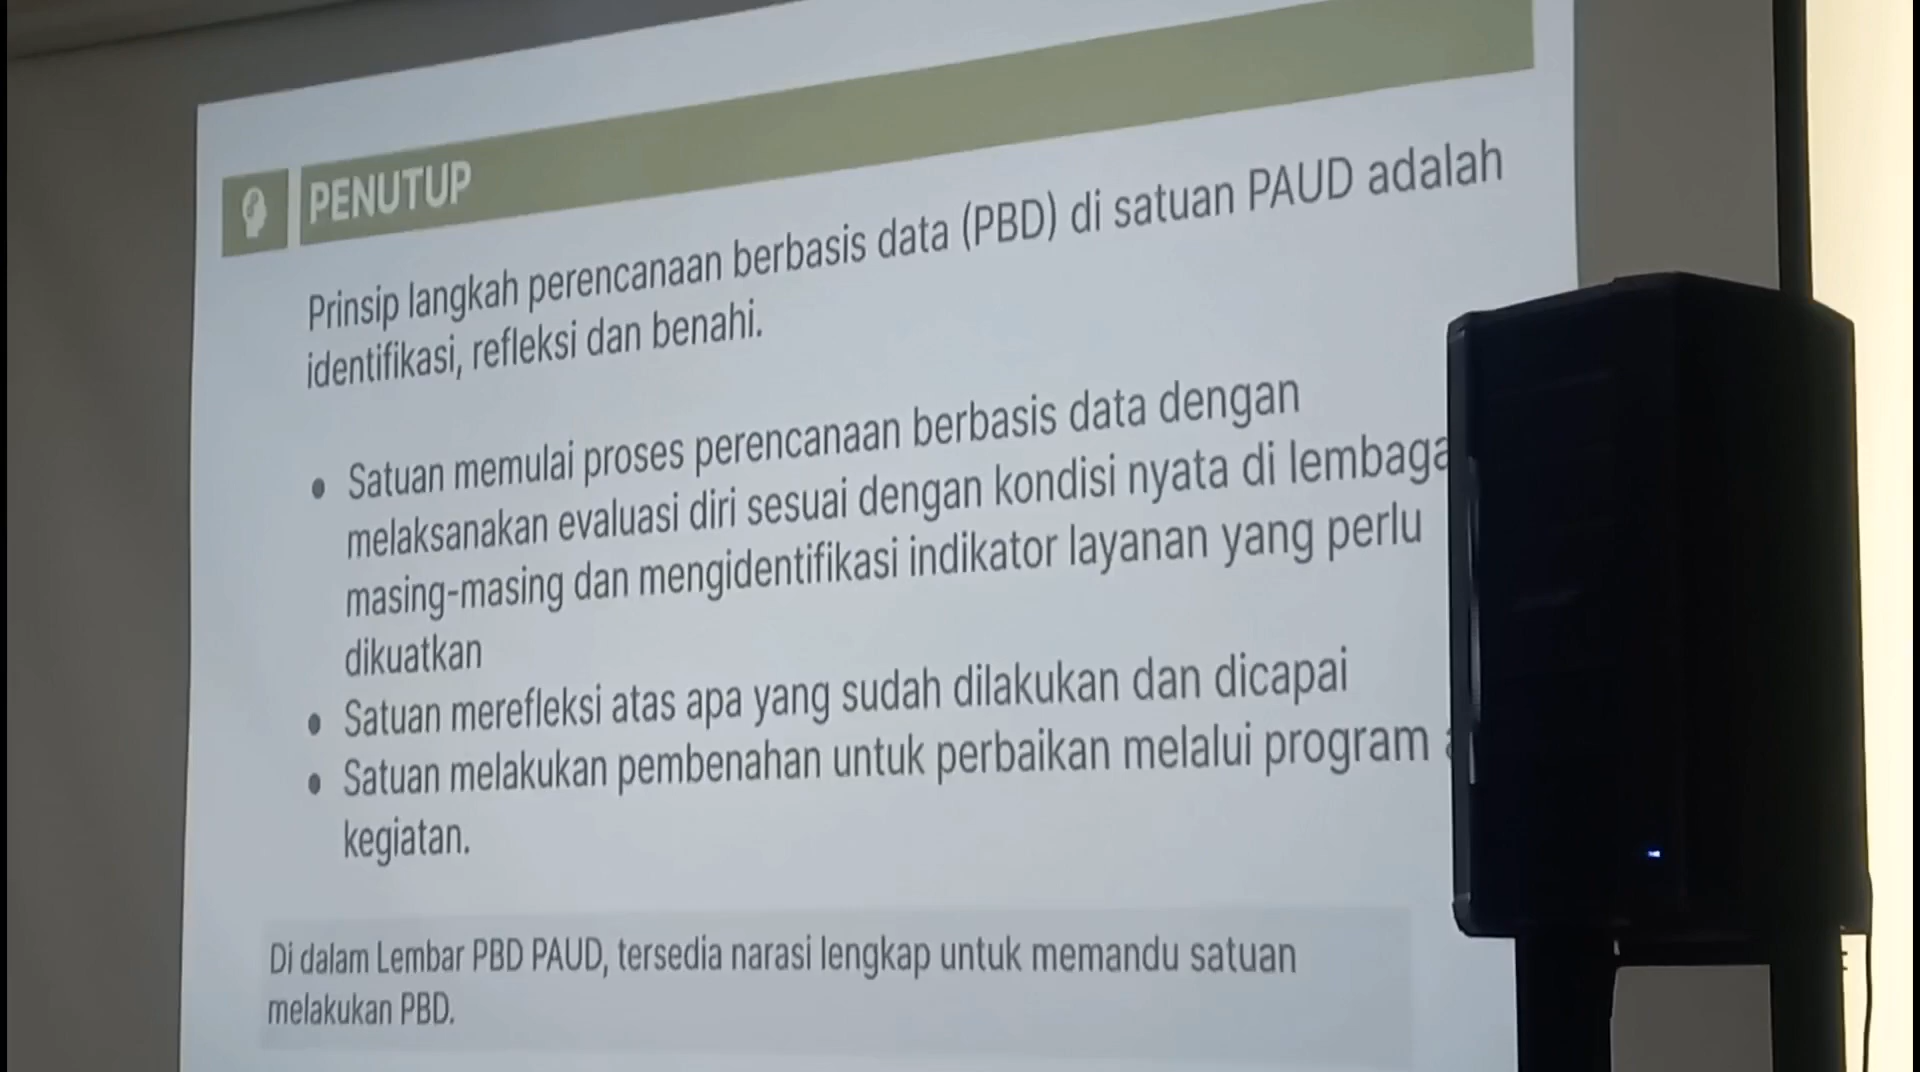 PENUTUP
Prinsip langkah perencanaan berbasis data (PBD) di satuan PAUD adalah
identifikasi, refleksi dan benahi.
• Satuan memulai proses perencanaan berbasis data dengan
melaksanakan evaluasi diri sesuai dengan kondisi nyata di lembaga
masing-masing dan mengidentifikasi indikator layanan yang perlu
dikuatkan
• Satuan merefleksi atas apa yang sudah dilakukan dan dicapai
• Satuan melakukan pembenahan untuk perbaikan melalui program
kegiatan.
Di dalam Lembar PBD PAUD, tersedia narasi lengkap untuk memandu satuan
melakukan PBD.